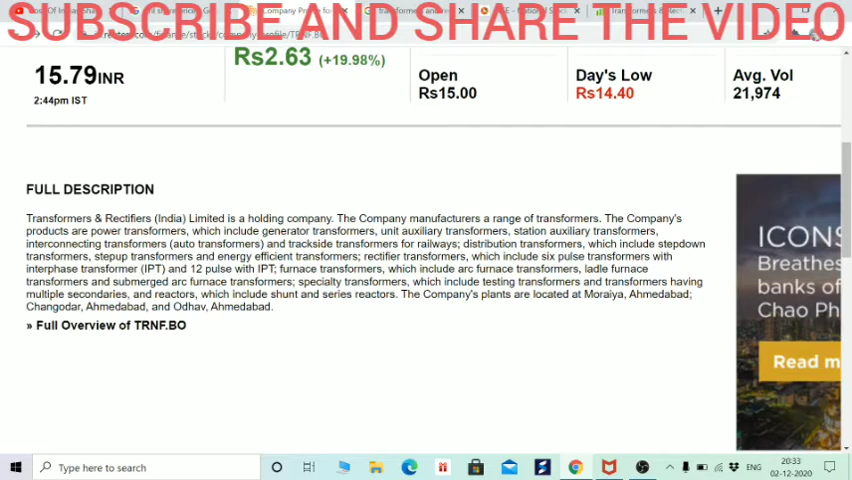 SUBSCRIBE AND SHARE THE VIDEO
15.79INR
2:44pm IST
Rs2.63 (+19.98%)
Open
Rs15.00
Day's Low
Rs14.40
Avg. Vol
21,974
FULL DESCRIPTION
Transformers & Rectifiers (India) Limited is a holding company. The Company manufacturers a range of transformers. The Company's
products are power transformers, which include generator transformers, unit auxiliary transformers, station auxiliary transformers,
interconnecting transformers (auto transformers) and trackside transformers for railways; distribution transformers, which include stepdown
transformers, stepup transformers and energy efficient transformers; rectifier transformers, which include six pulse transformers with
interphase transformer (IPT) and 12 pulse with IPT; furnace transformers, which include arc furnace transformers, ladle furnace
transformers and submerged arc furnace transformers; specialty transformers, which include testing transformers and transformers having
multiple secondaries, and reactors, which include shunt and series reactors. The Company's plants are located at Moraiya, Ahmedabad;
Changodar, Ahmedabad, and Odhav, Ahmedabad.
» Full Overview of TRNF.BO
ICONS
Breathes
banks of
Chao Ph
Read m
Type here to search
ENG
20:33
02-12-2020